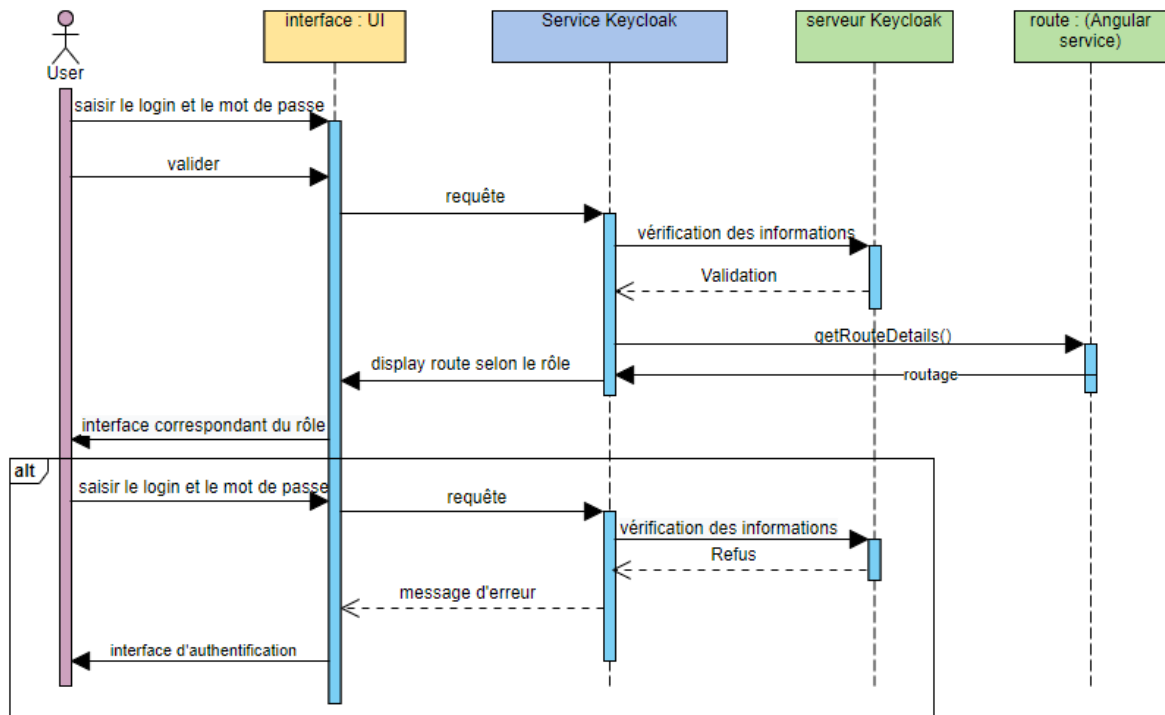 interface : UI
Service Keycloak
serveur Keycloak
route : (Angular
service)
User
saisir le login et le mot de passe
valider
requête
vérification des informations
Validation
getRouteDetails()
display route selon le rôle
routage
interface correspondant du rôle
alt
saisir le login et le mot de passe
requête
vérification des informations
Refus
message d'erreur
interface d'authentification